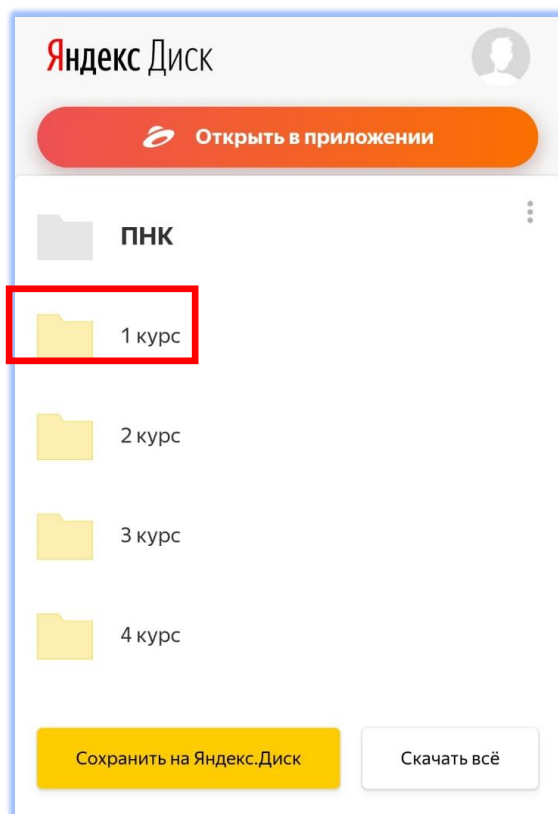 Яндекс Диск
Открыть в приложении
ПНК
1 курс
2 курс
3 курс
4 курс
Сохранить на Яндекс.Диск
Скачать всё